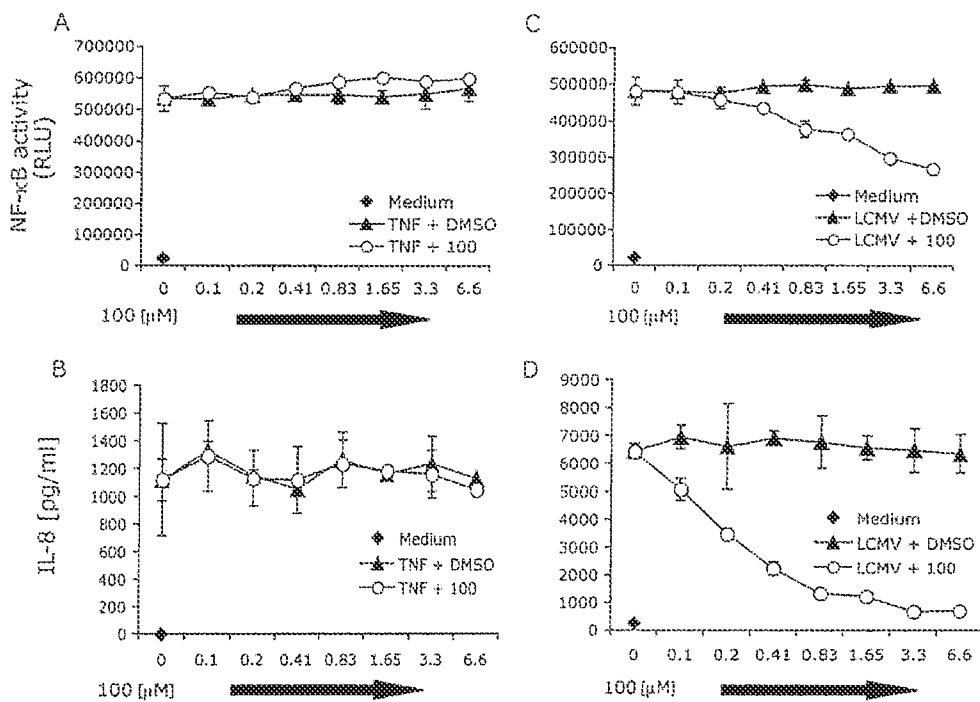 A
NF-κB activity
(RLU)
700000
600000
500000
400000
300000
200000
100000
0
Medium
TNF + DMSO
TNF + 100
0 0.1 0.2 0.41 0.83 1.65 3.3 6.6
100 [μM]
C
600000
500000
400000
300000
200000
100000
0
Medium
LCMV +DMSO
LCMV + 100
0 0.1 0.2 0.41 0.83 1.65 3.3 6.6
100 [μM]
B
IL-8 [pg/ml]
1800
1600
1400
1200
1000
800
600
400
200
0
Medium
TNF + DMSO
TNF + 100
0 0.1 0.2 0.41 0.83 1.65 3.3 6.6
100 [μM]
D
9000
8000
7000
6000
5000
4000
3000
2000
1000
0
Medium
LCMV + DMSO
LCMV + 100
0 0.1 0.2 0.41 0.83 1.65 3.3 6.6
100 [μM]